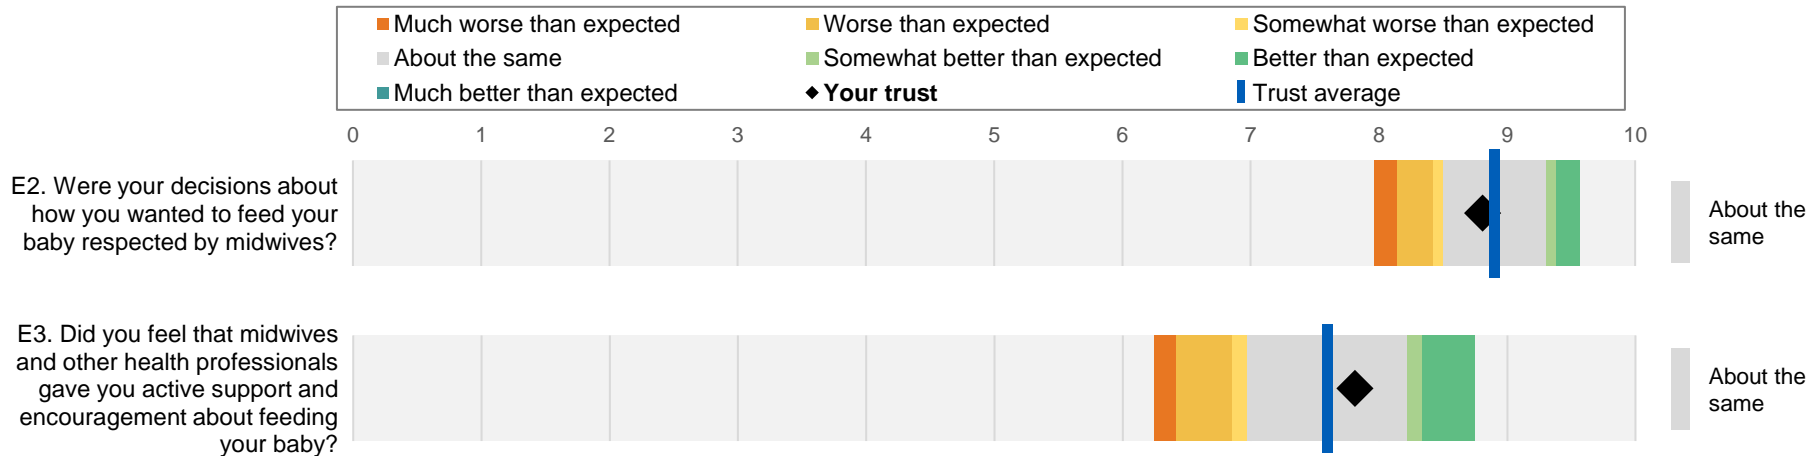 Much worse than expected
Worse than expected
Somewhat worse than expected
About the same
Somewhat better than expected
Better than expected
Much better than expected
Your trust
Trust average
0 1 2 3 4 5 6 7 8 9 10
E2. Were your decisions about
how you wanted to feed your
baby respected by midwives?
About the
same
E3. Did you feel that midwives
and other health professionals
gave you active support and
encouragement about feeding
your baby?
About the
same